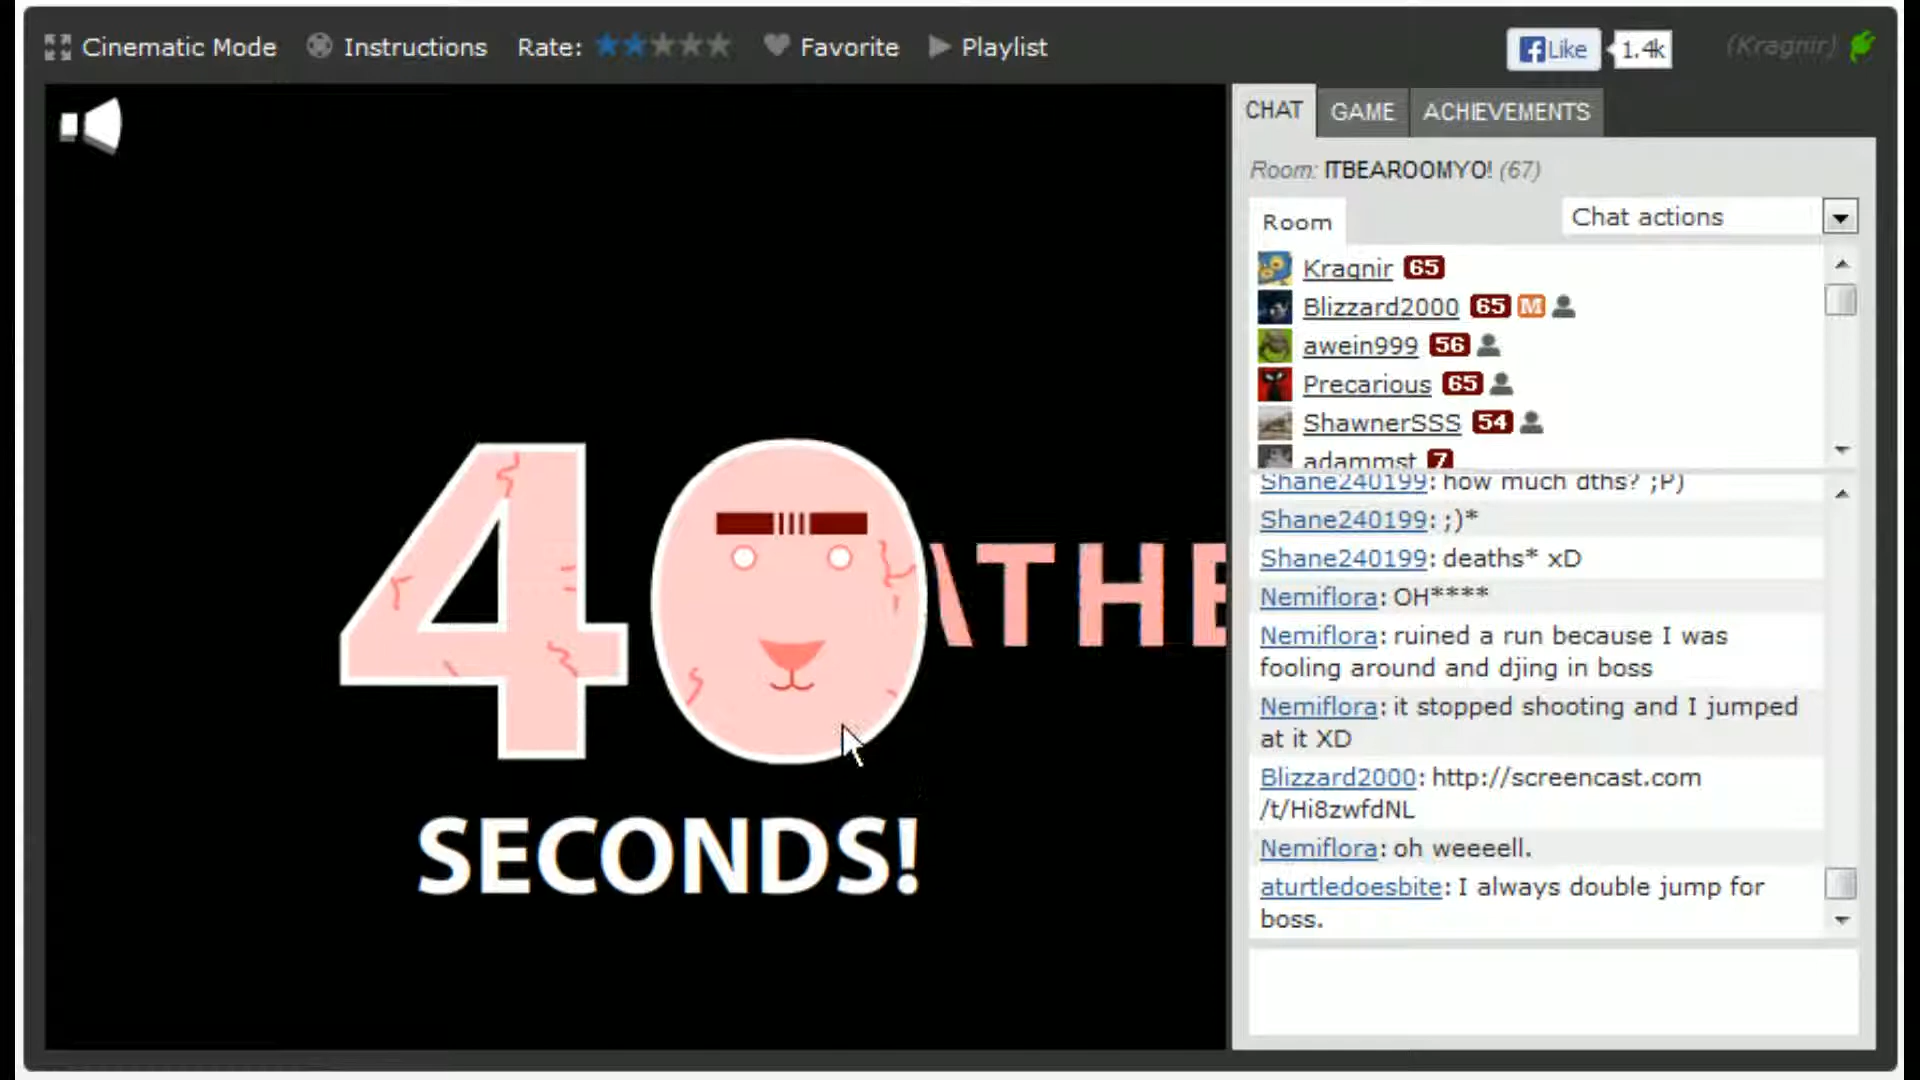 Cinematic Mode Instructions Rate: Favorite Playlist
Like 1.4k (Kragnir)
CHAT GAME ACHIEVEMENTS
Room: ITBEAROOMYO! (67)
Room Chat actions
Kragnir 65
Blizzard2000 65 M
awein999 56
Precarious 65
ShawnerSSS 54
adammst 7
40
ATHE
SECONDS!
Shane240199: how much dths? ;P)
Shane240199: ;)*
Shane240199: deaths* xD
Nemiflora: OH****
Nemiflora: ruined a run because I was
fooling around and djing in boss
Nemiflora: it stopped shooting and I jumped
at it XD
Blizzard2000: http://screencast.com
/t/Hi8zwfdNL
Nemiflora: oh weeeell.
aturtledoesbite: I always double jump for
boss.